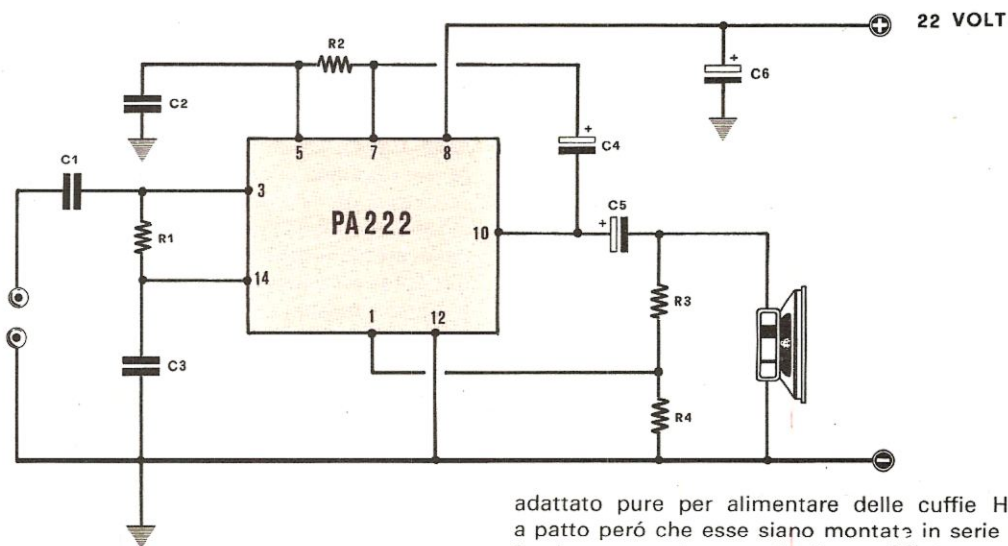 22 VOLT
R2
C6
C2
C4
C1
5
7
8
3
PA222
10
C5
R1
R3
14
1
12
C3
R4
adattato pure per alimentare delle cuffie H
a patto peró che esse siano montate in serie